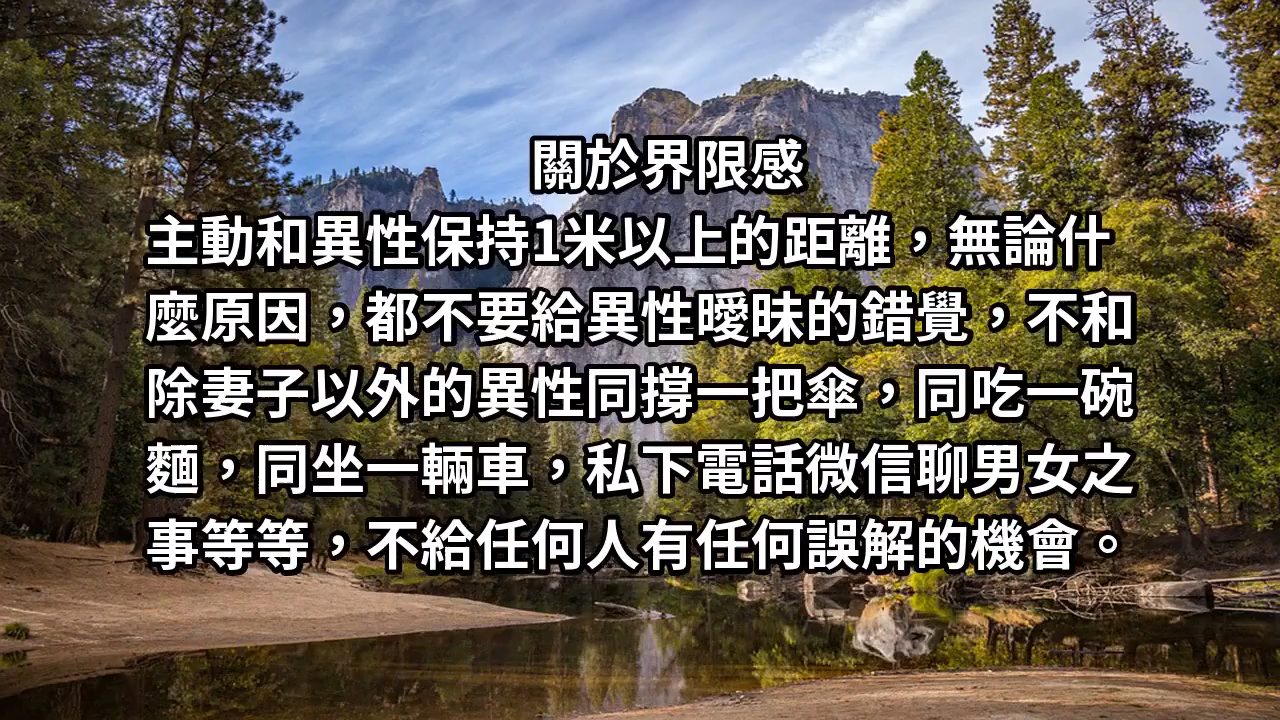 關於界限感
主動和異性保持1米以上的距離，無論什
麼原因，都不要給異性曖昧的錯覺，不和
除妻子以外的異性同撐一把傘，同吃一碗
麵，同坐一輛車，私下電話微信聊男女之
事等等，不給任何人有任何誤解的機會。